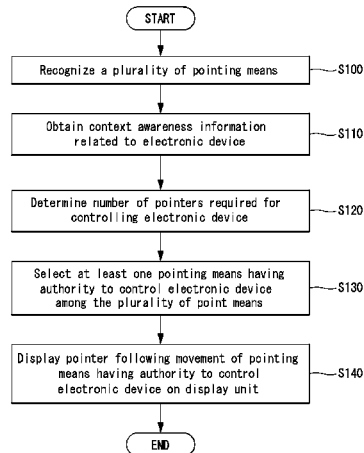 START
Recognize a plurality of pointing means
S100
Obtain context awareness information
related to electronic device
S110
Determine number of pointers required for
controlling electronic device
S120
Select at least one pointing means having
authority to control electronic device
among the plurality of point means
S130
Display pointer following movement of pointing
means having authority to control
electronic device on display unit
S140
END